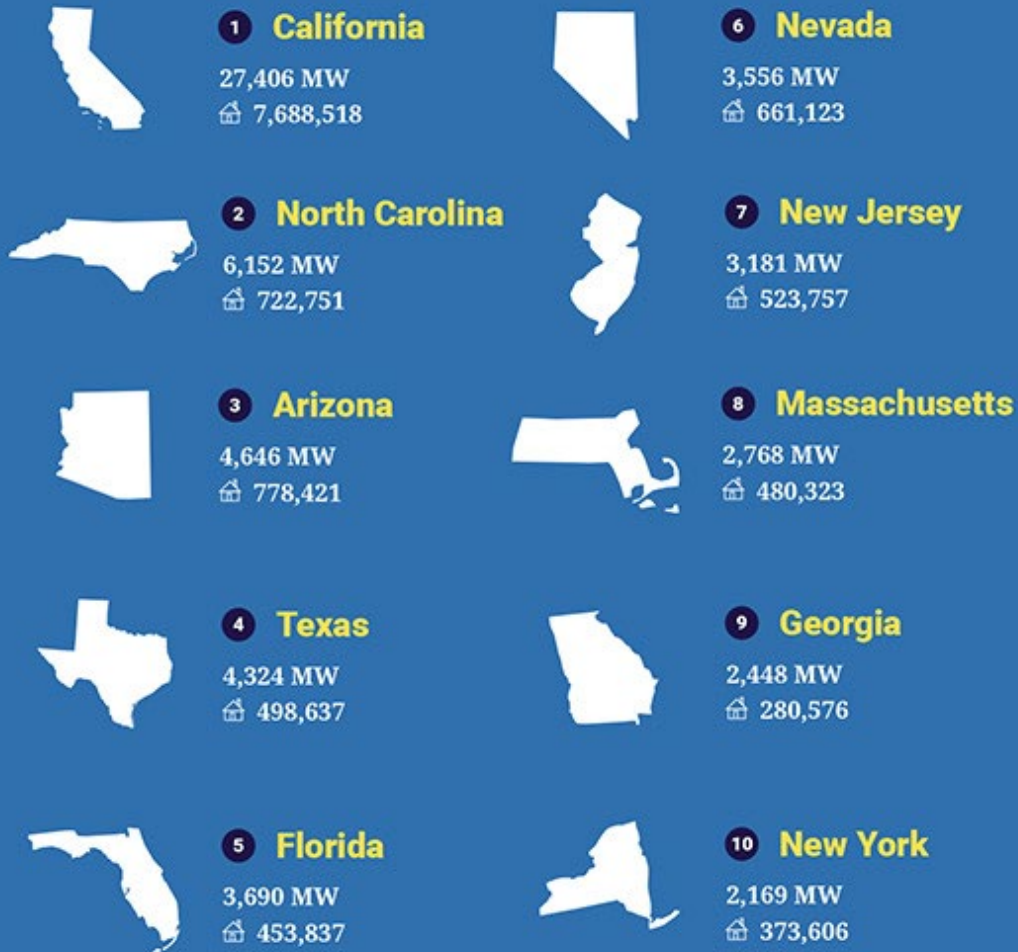 1 California
27,406 MW
7,688,518
2 North Carolina
6,152 MW
722,751
3 Arizona
4,646 MW
778,421
4 Texas
4,324 MW
498,637
5 Florida
3,690 MW
453,837
6 Nevada
3,556 MW
661,123
7 New Jersey
3,181 MW
523,757
8 Massachusetts
2,768 MW
480,323
9 Georgia
2,448 MW
280,576
10 New York
2,169 MW
373,606